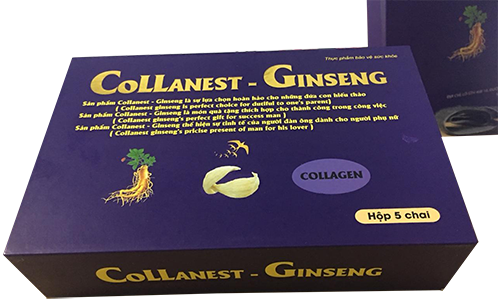 Thực phẩm bảo vệ sức khỏe
COLLANEST - GINSENG
Sản phẩm Collanest - Ginseng là sự lựa chọn hoàn hảo cho những đứa con hiếu thảo
( Collanest ginseng is perfect choice for dutiful to one's parent)
Sản phẩm Collanest - Ginseng là món quà tặng thích hợp cho thành công trong công việc
( Collanest ginseng's perfect gift for success man )
Sản phẩm Collanest - Ginseng thể hiện sự tinh tế của người đàn ông dành cho người phụ nữ
( Collanest ginseng's pricise present of man for his lover )
COLLAGEN
Hộp 5 chai
COLLANEST - GINSENG